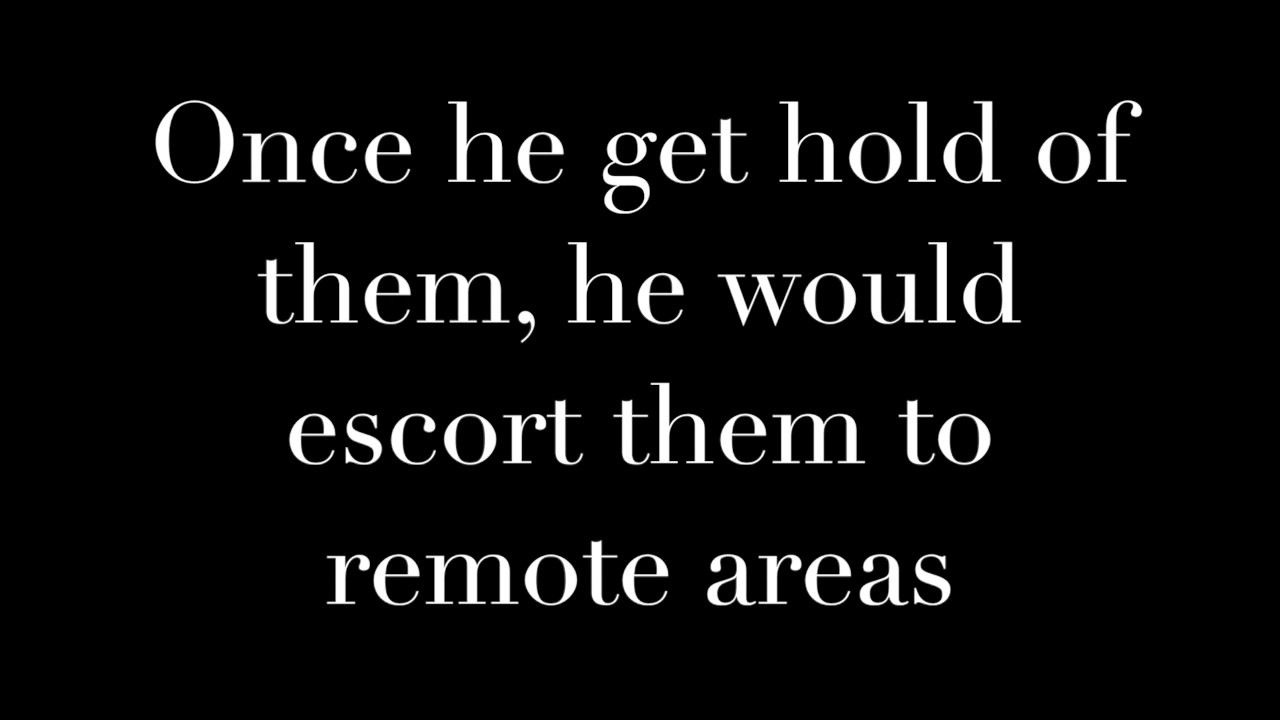 Once he get hold of
them, he would
escort them to
remote areas